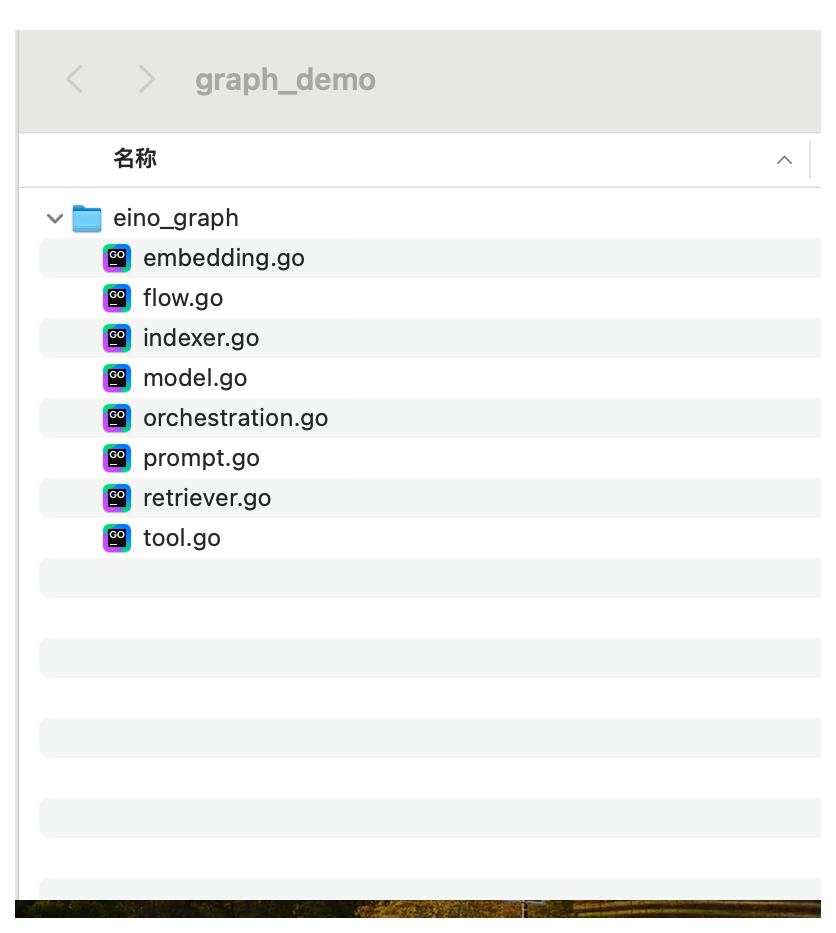 graph_demo
名称
eino_graph
GO embedding.go
GO flow.go
GO indexer.go
GO model.go
GO orchestration.go
GO prompt.go
GO retriever.go
GO tool.go